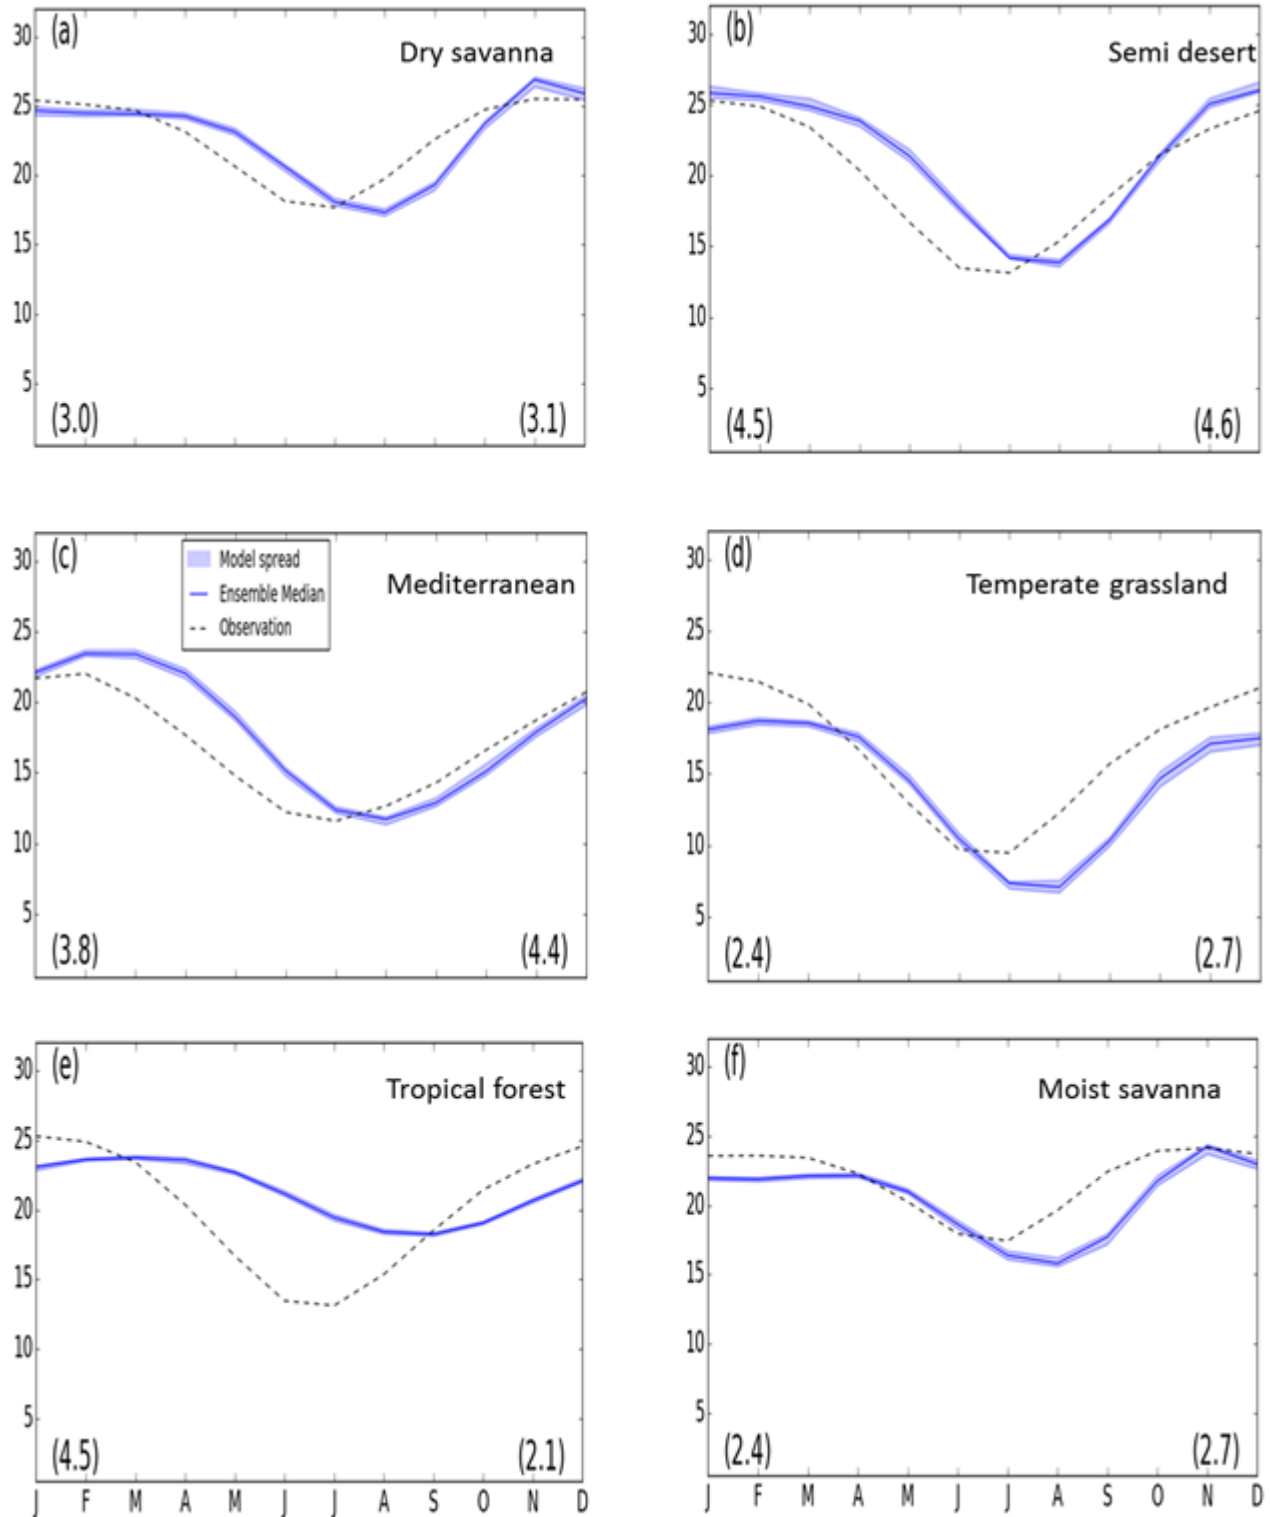 (a)
Dry savanna
30
25
20
15
10
5
(3.0)
(3.1)
(b)
Semi desert
30
25
20
15
10
5
(4.5)
(4.6)
(c)
Model spread
Ensemble Median
Observation
Mediterranean
30
25
20
15
10
5
(3.8)
(4.4)
(d)
Temperate grassland
30
25
20
15
10
5
(2.4)
(2.7)
(e)
Tropical forest
30
25
20
15
10
5
(4.5)
(2.1)
J F M A M J J A S O N D
(f)
Moist savanna
30
25
20
15
10
5
(2.4)
(2.7)
J F M A M J J A S O N D